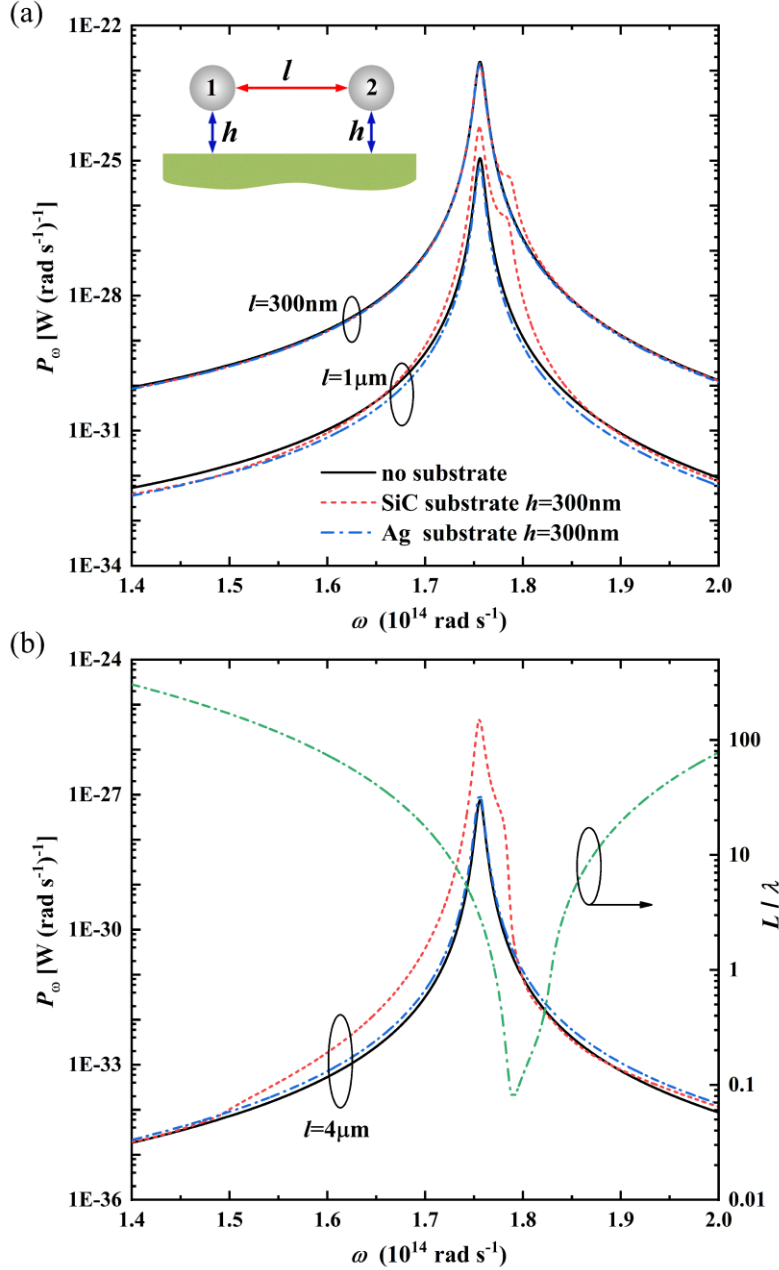 (a)
1E-22
1E-25
1E-28
1E-31
1E-34
P_ω [W (rad s⁻¹)⁻¹]
1
2
l
h
h
l=300nm
l=1μm
no substrate
SiC substrate h=300nm
Ag substrate h=300nm
1.4 1.5 1.6 1.7 1.8 1.9 2.0
ω (10¹⁴ rad s⁻¹)
(b)
1E-24
1E-27
1E-30
1E-33
1E-36
P_ω [W (rad s⁻¹)⁻¹]
l=4μm
100
10
1
0.1
0.01
L / λ
1.4 1.5 1.6 1.7 1.8 1.9 2.0
ω (10¹⁴ rad s⁻¹)